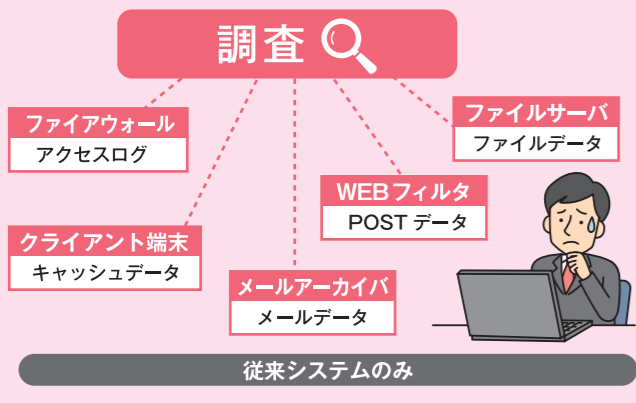 調査
ファイアウォール
アクセスログ
ファイルサーバ
ファイルデータ
WEBフィルタ
POSTデータ
クライアント端末
キャッシュデータ
メールアーカイバ
メールデータ
従来システムのみ